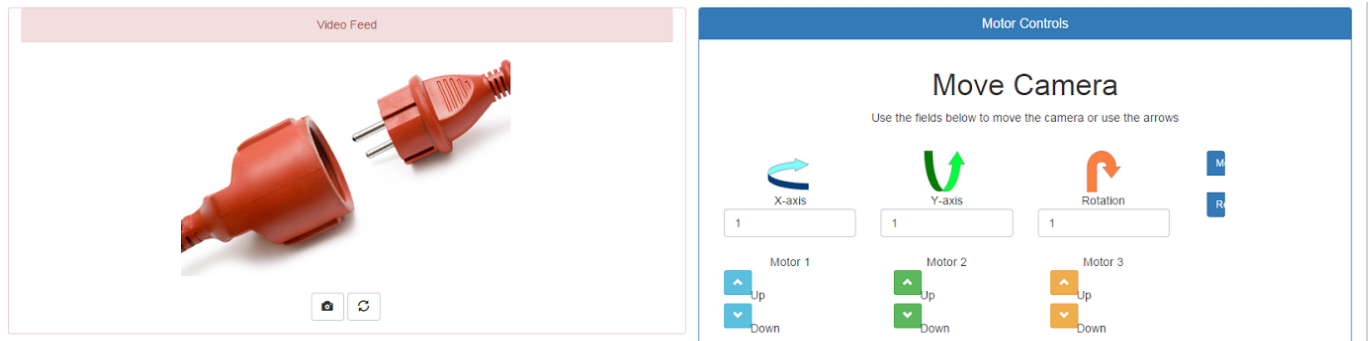 Video Feed
Motor Controls
Move Camera
Use the fields below to move the camera or use the arrows
X-axis
Y-axis
Rotation
1
1
1
Motor 1
Motor 2
Motor 3
Up
Up
Up
Down
Down
Down